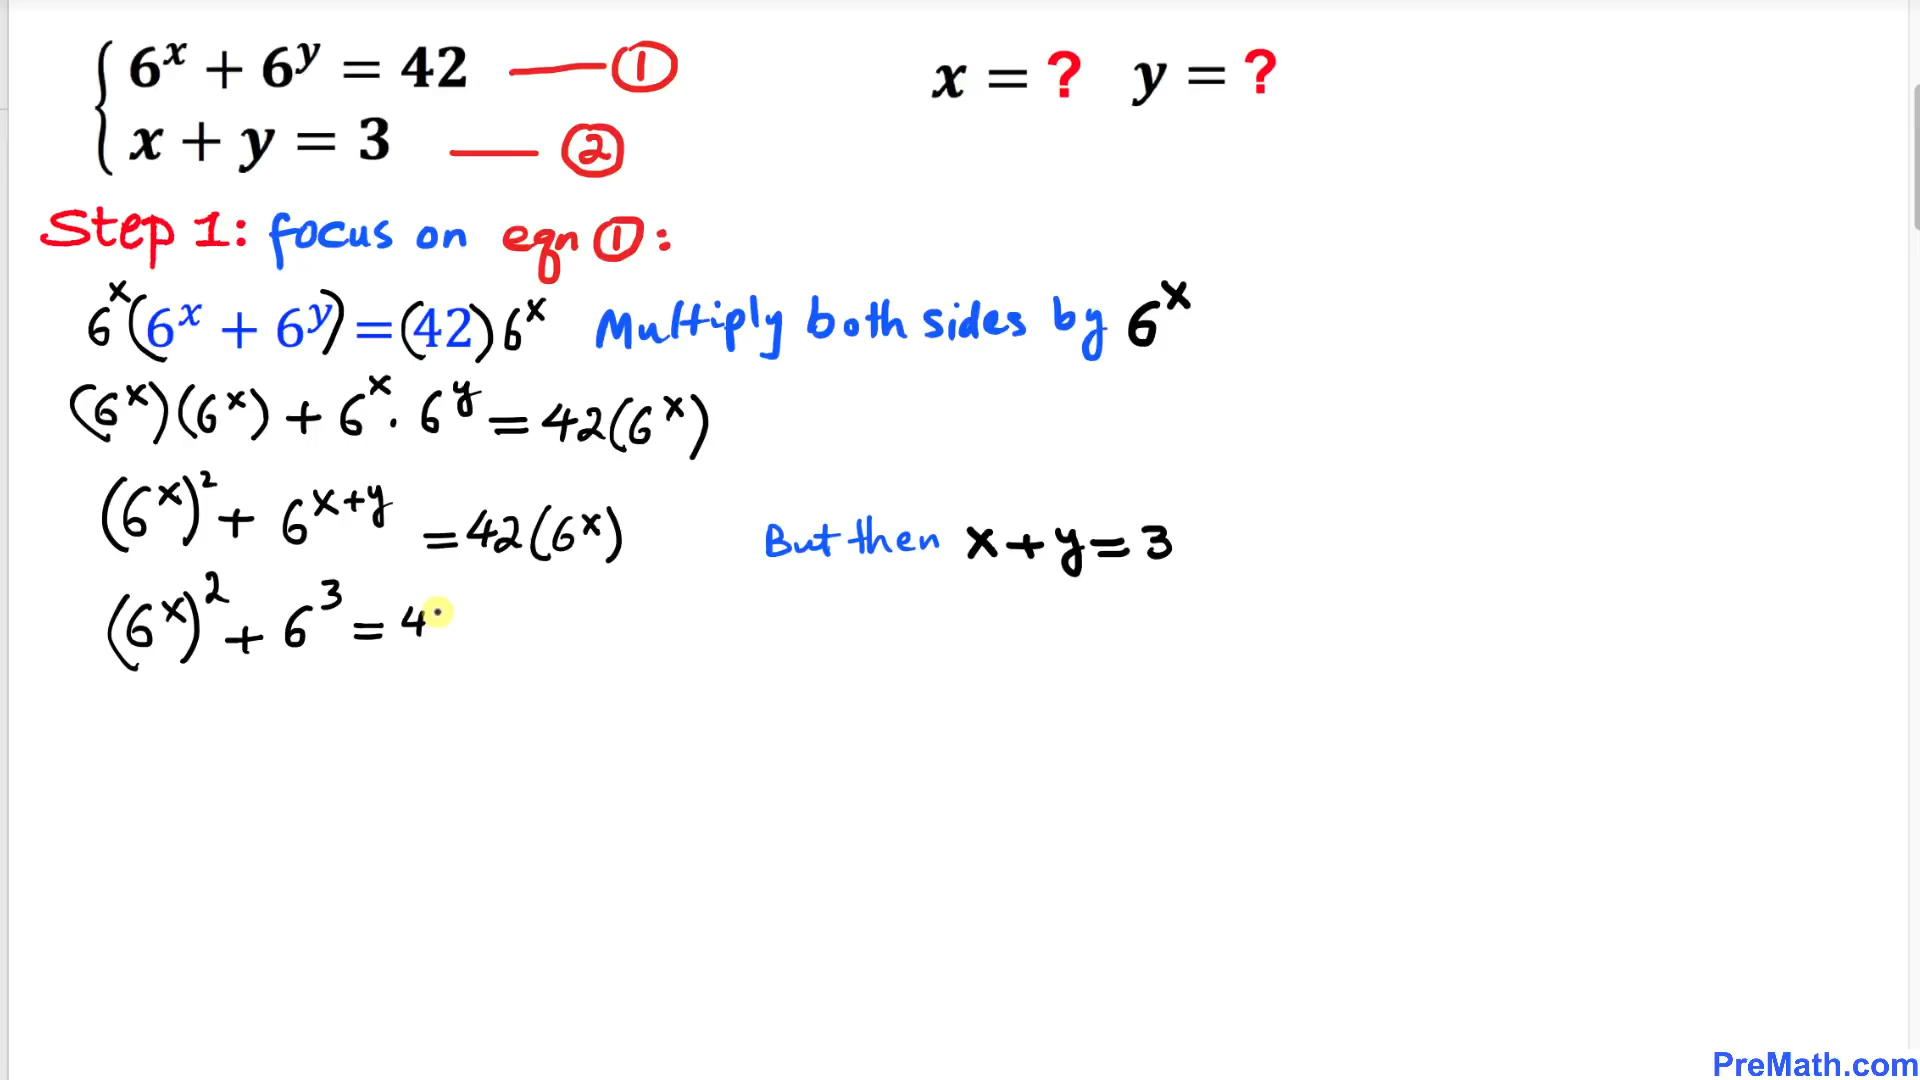 6^x + 6^y = 42 —— ① x = ? y = ?
x + y = 3 —— ②
Step 1: focus on eqn ①:
6^x (6^x + 6^y) = (42) 6^x Multiply both sides by 6^x
(6^x)(6^x) + 6^x · 6^y = 42(6^x)
(6^x)^2 + 6^(x+y) = 42(6^x) But then x + y = 3
(6^x)^2 + 6^3 = 4
PreMath.com